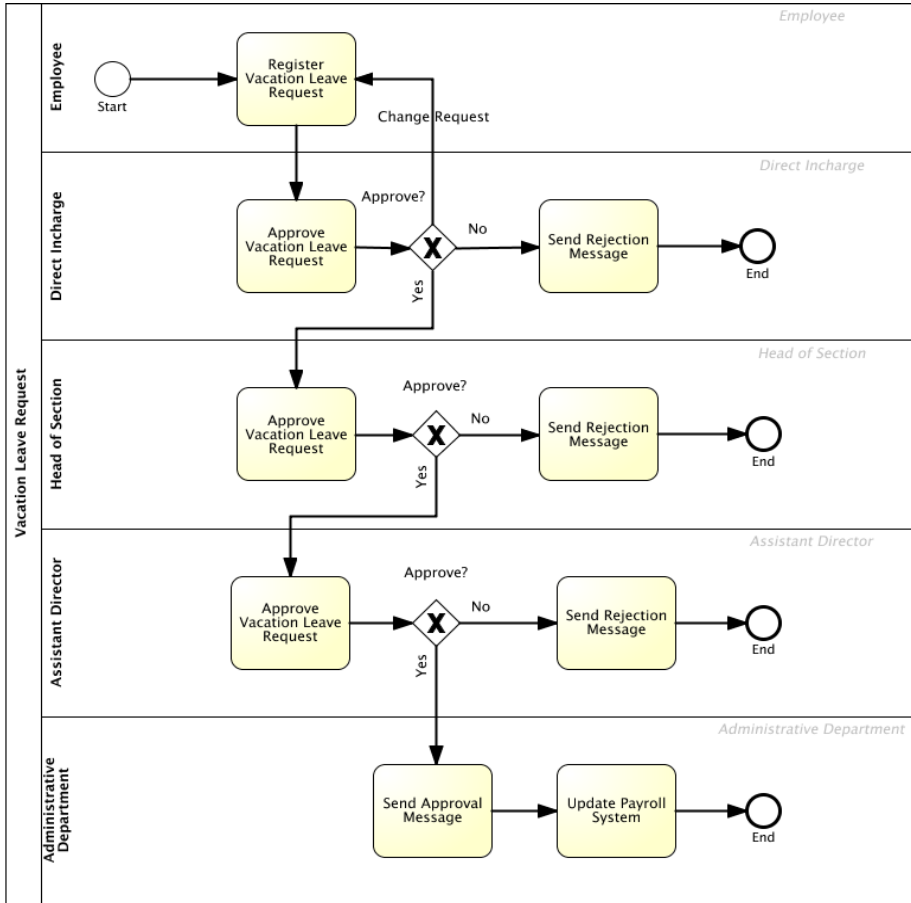 Vacation Leave Request
Employee
Employee
Start
Register
Vacation Leave
Request
Change Request
Direct Incharge
Direct Incharge
Approve
Vacation Leave
Request
Approve?
No
Yes
Send Rejection
Message
End
Head of Section
Head of Section
Approve
Vacation Leave
Request
Approve?
No
Yes
Send Rejection
Message
End
Assistant Director
Assistant Director
Approve
Vacation Leave
Request
Approve?
No
Yes
Send Rejection
Message
End
Administrative
Department
Administrative Department
Send Approval
Message
Update Payroll
System
End